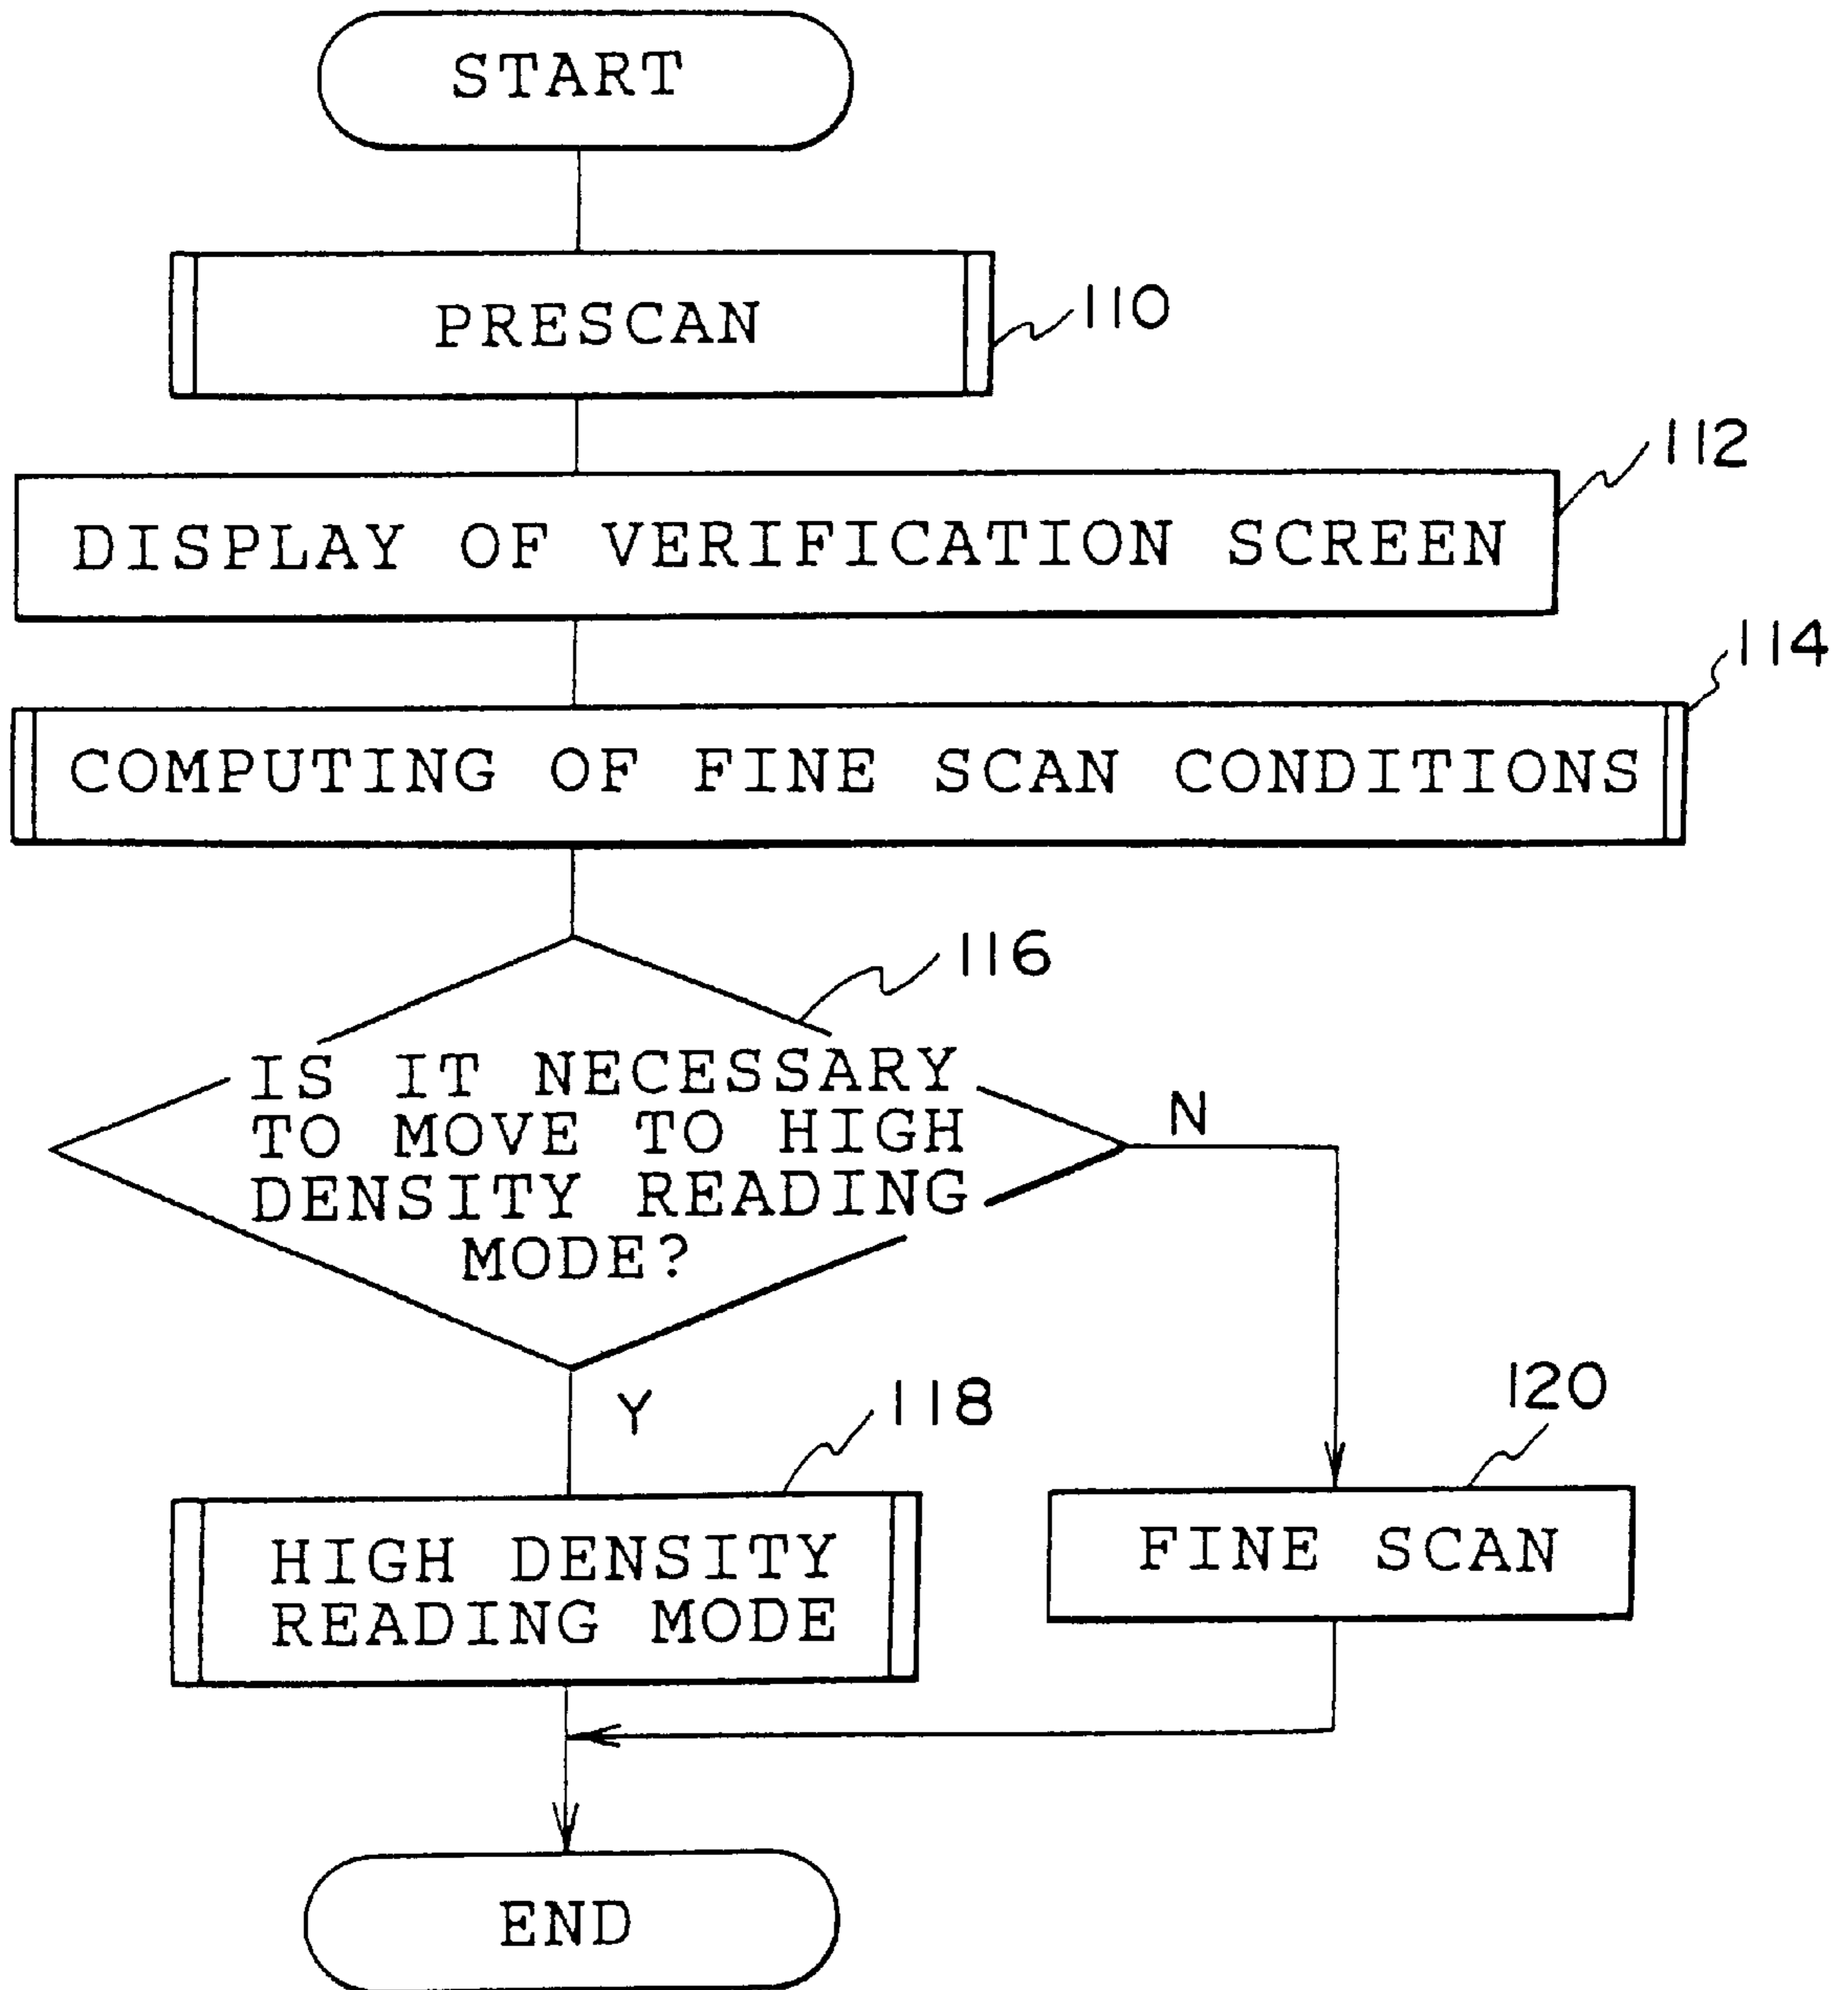 START
PRESCAN
110
112
DISPLAY OF VERIFICATION SCREEN
114
COMPUTING OF FINE SCAN CONDITIONS
116
IS IT NECESSARY
TO MOVE TO HIGH
DENSITY READING
MODE?
N
Y
118
120
HIGH DENSITY
READING MODE
FINE SCAN
END